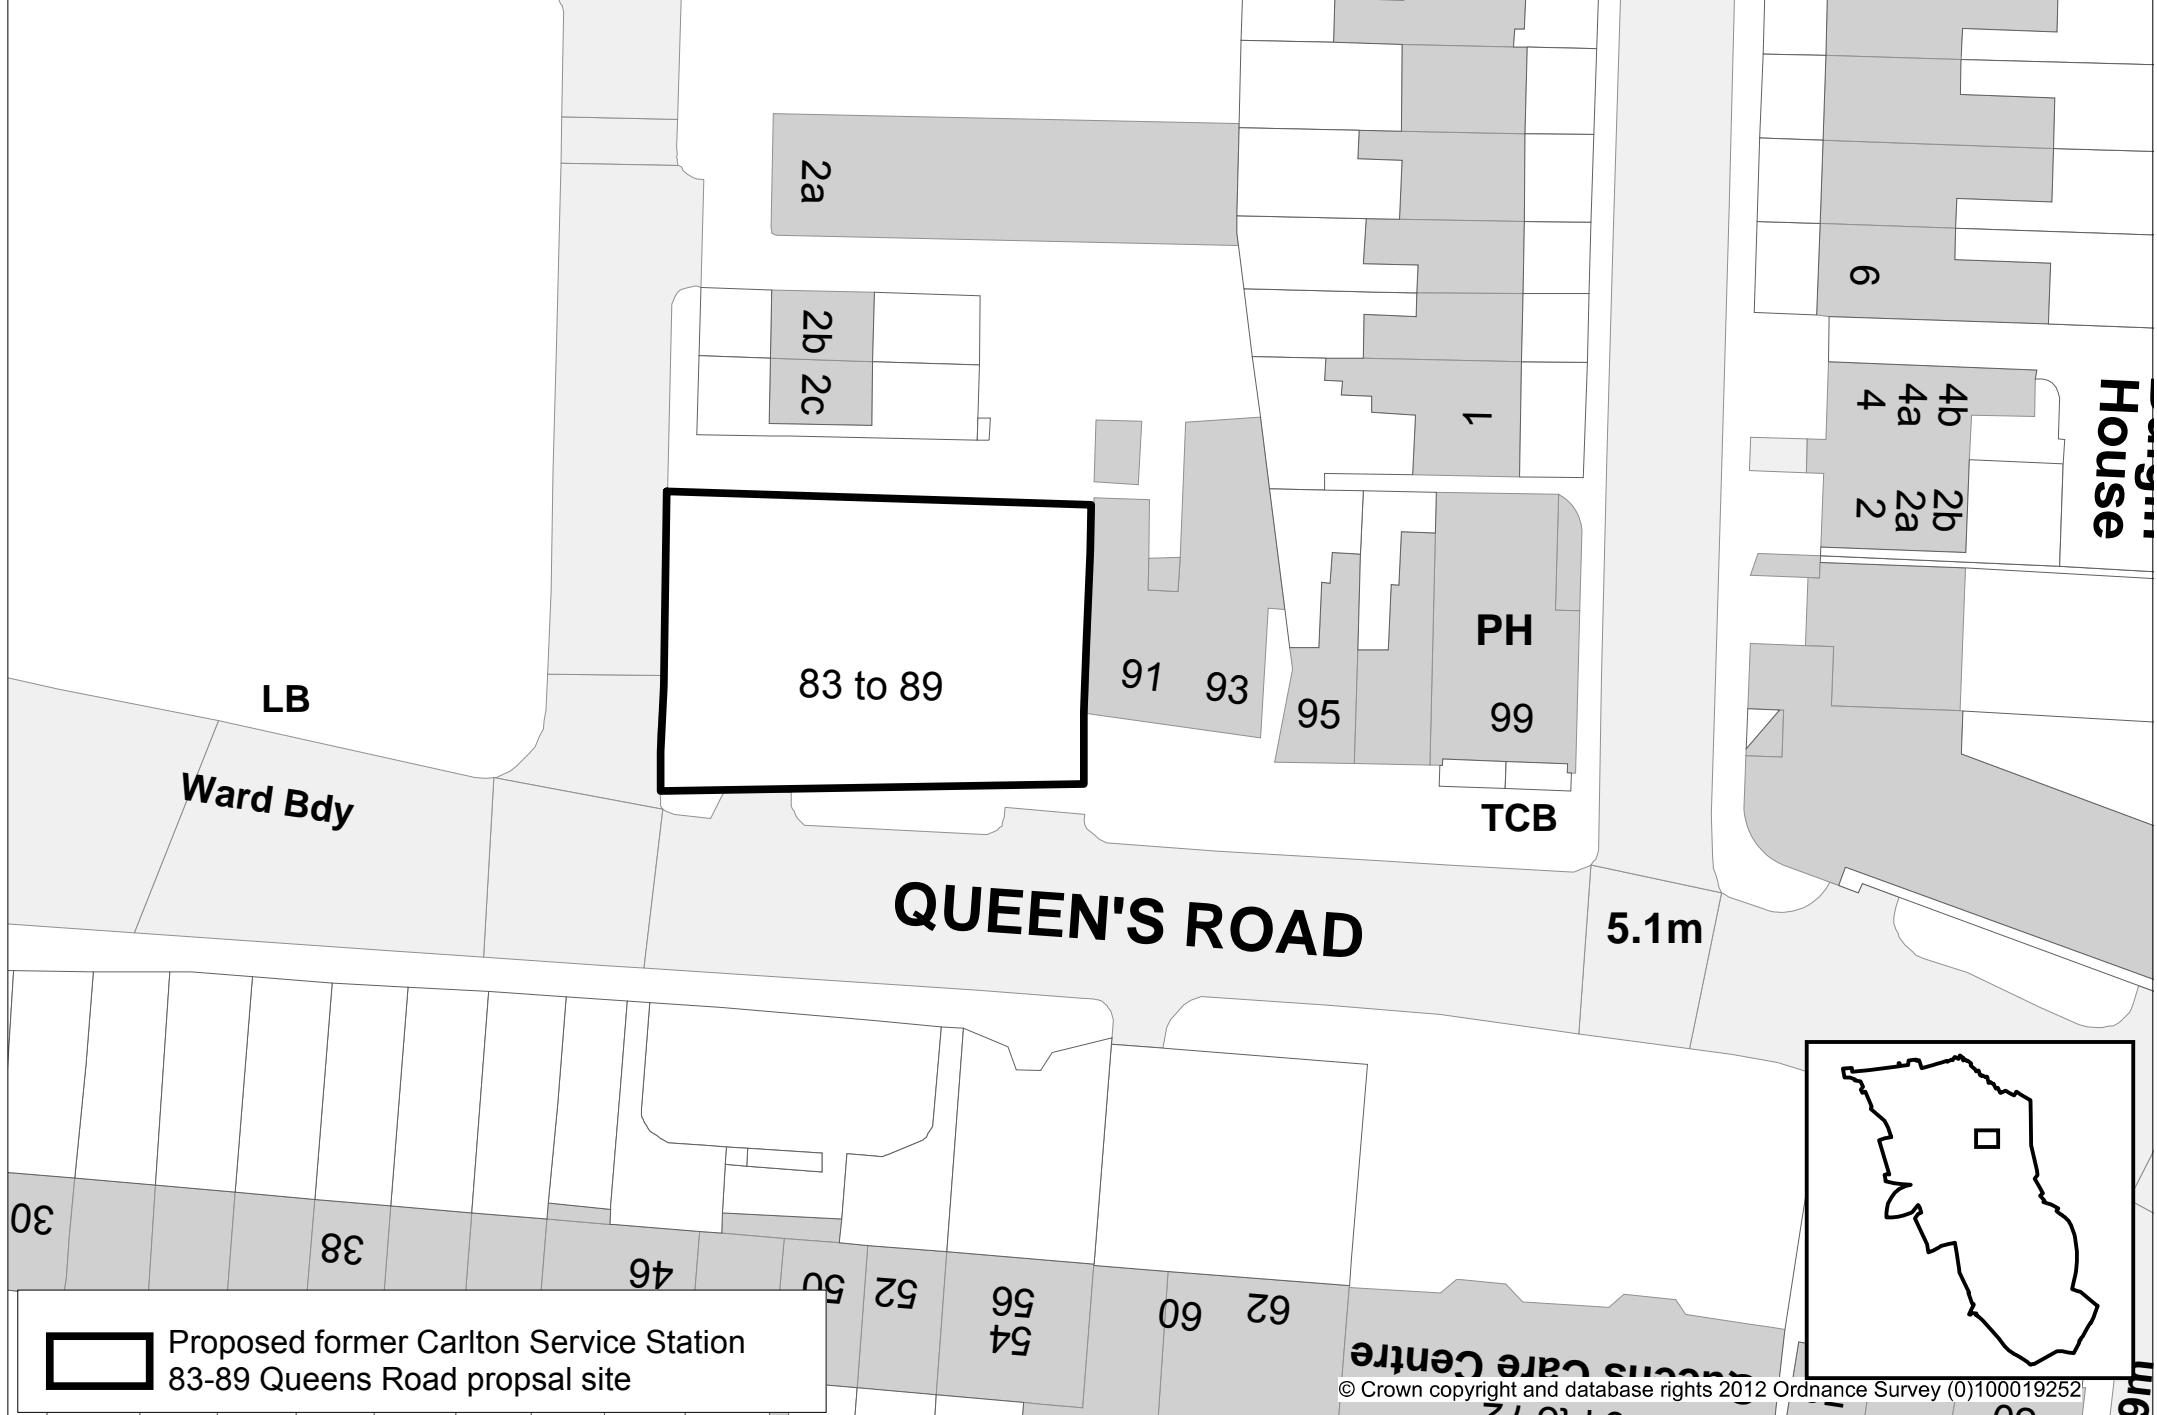 2a
2b
2c
1
6
4
4a
4b
2
2a
2b
House
83 to 89
91
93
95
PH
99
TCB
LB
Ward Bdy
QUEEN'S ROAD
5.1m
30
38
46
50
52
56
54
60
62
Queens Care Centre
Proposed former Carlton Service Station
83-89 Queens Road propsal site
© Crown copyright and database rights 2012 Ordnance Survey (0)100019252